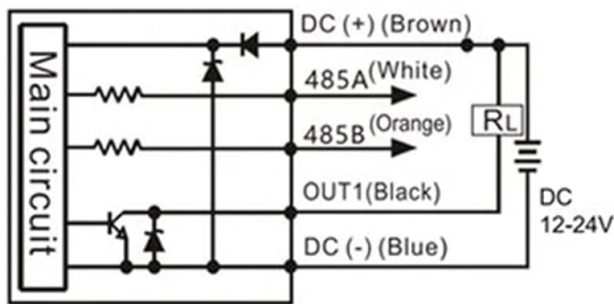 Main circuit
DC (+) (Brown)
485A (White)
485B (Orange)
RL
OUT1(Black)
DC (-) (Blue)
DC
12-24V